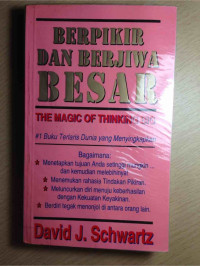 BERPIKIR
DAN BERJIWA
BESAR
THE MAGIC OF THINKING BIG
#1 Buku Terlaris Dunia yang Menyingkapkan
Bagaimana:
★ Menetapkan tujuan Anda setinggi mungkin
dan kemudian melebihinya!
★ Menemukan rahasia Tindakan Pikiran.
★ Meluncurkan diri menuju keberhasilan
dengan Kekuatan Keyakinan.
★ Berdiri tegak menonjol di antara orang lain.
David J. Schwartz